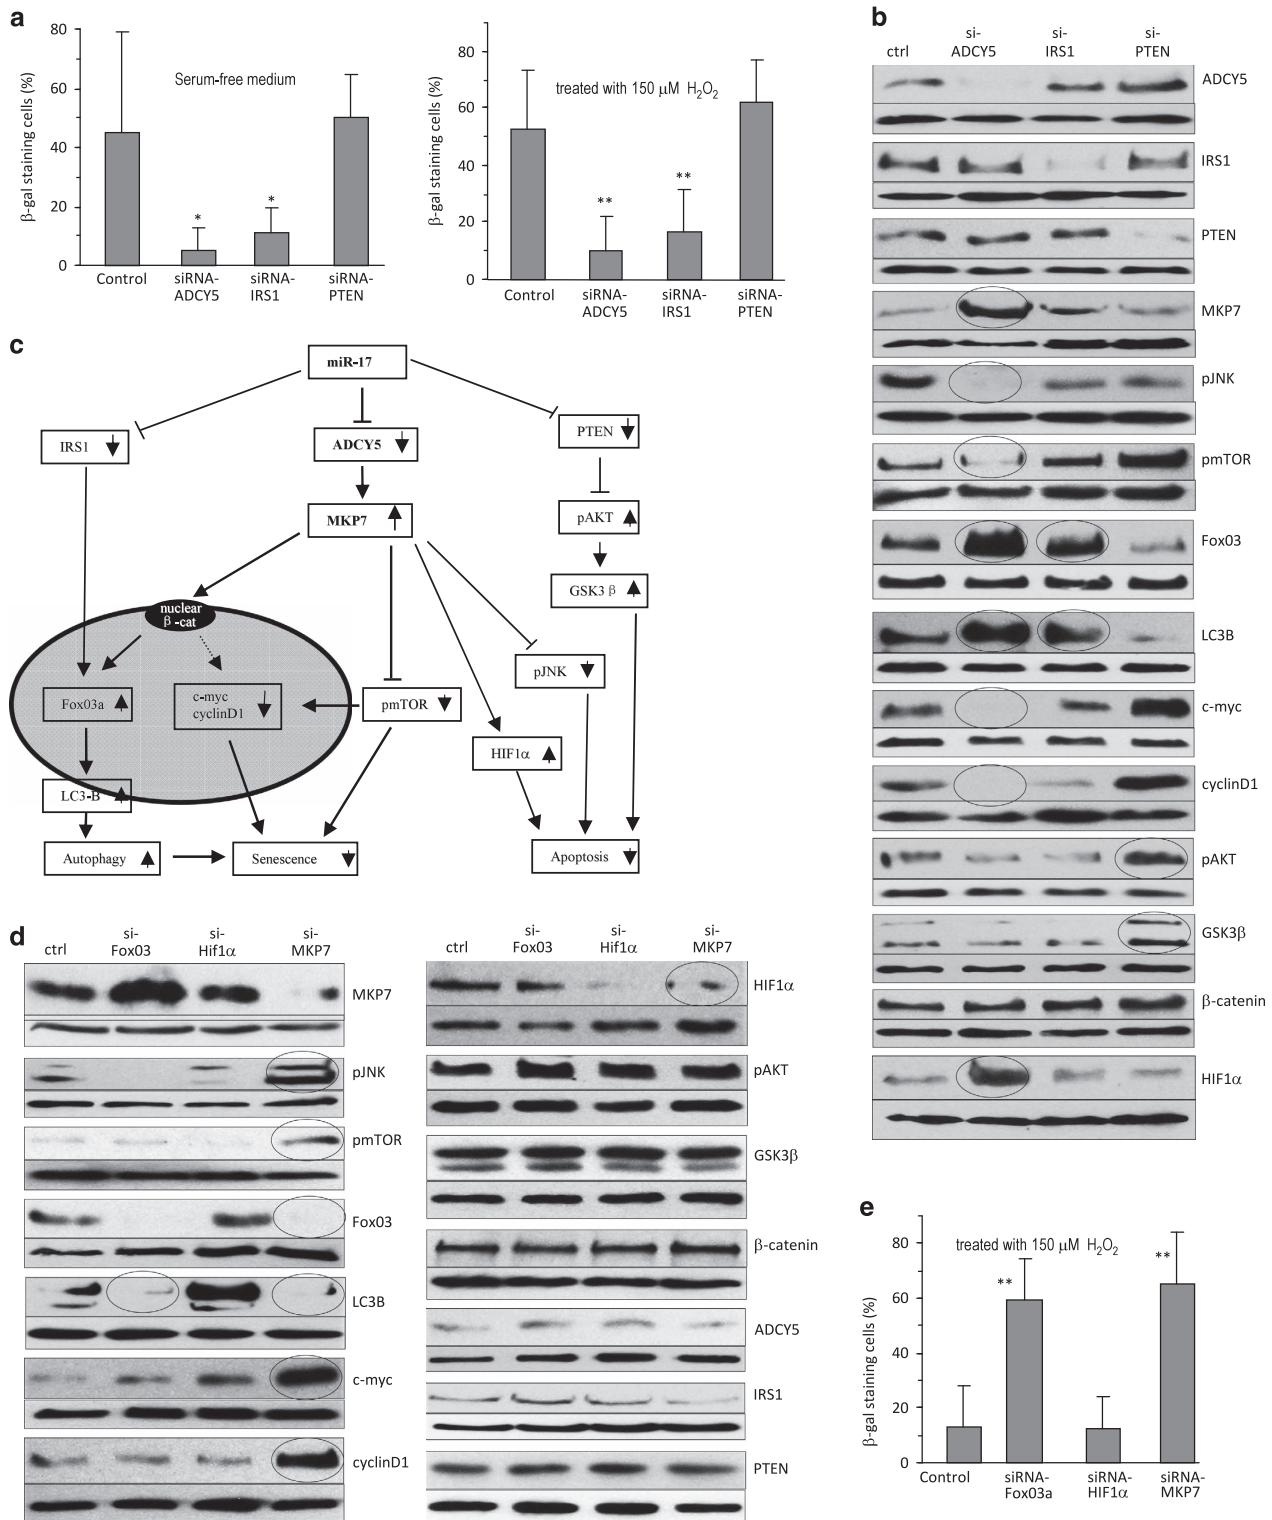 a
80
60
40
20
0
β-gal staining cells (%)
Serum-free medium
*
*
Control
siRNA-
ADCY5
siRNA-
IRS1
siRNA-
PTEN
80
60
40
20
0
β-gal staining cells (%)
treated with 150 μM H₂O₂
**
**
Control
siRNA-
ADCY5
siRNA-
IRS1
siRNA-
PTEN
b
ctrl
si-
ADCY5
si-
IRS1
si-
PTEN
ADCY5
IRS1
PTEN
MKP7
pJNK
pmTOR
Fox03
LC3B
c-myc
cyclinD1
pAKT
GSK3β
β-catenin
HIF1α
c
miR-17
IRS1
ADCY5
PTEN
MKP7
pAKT
GSK3 β
nuclear
β-cat
pJNK
Fox03a
c-myc
cyclinD1
pmTOR
HIF1α
LC3-B
Autophagy
Senescence
Apoptosis
d
ctrl
si-
Fox03
si-
Hif1α
si-
MKP7
MKP7
pJNK
pmTOR
Fox03
LC3B
c-myc
cyclinD1
ctrl
si-
Fox03
si-
Hif1α
si-
MKP7
HIF1α
pAKT
GSK3β
β-catenin
ADCY5
IRS1
PTEN
e
80
60
40
20
0
β-gal staining cells (%)
treated with 150 μM H₂O₂
**
**
Control
siRNA-
Fox03a
siRNA-
HIF1α
siRNA-
MKP7